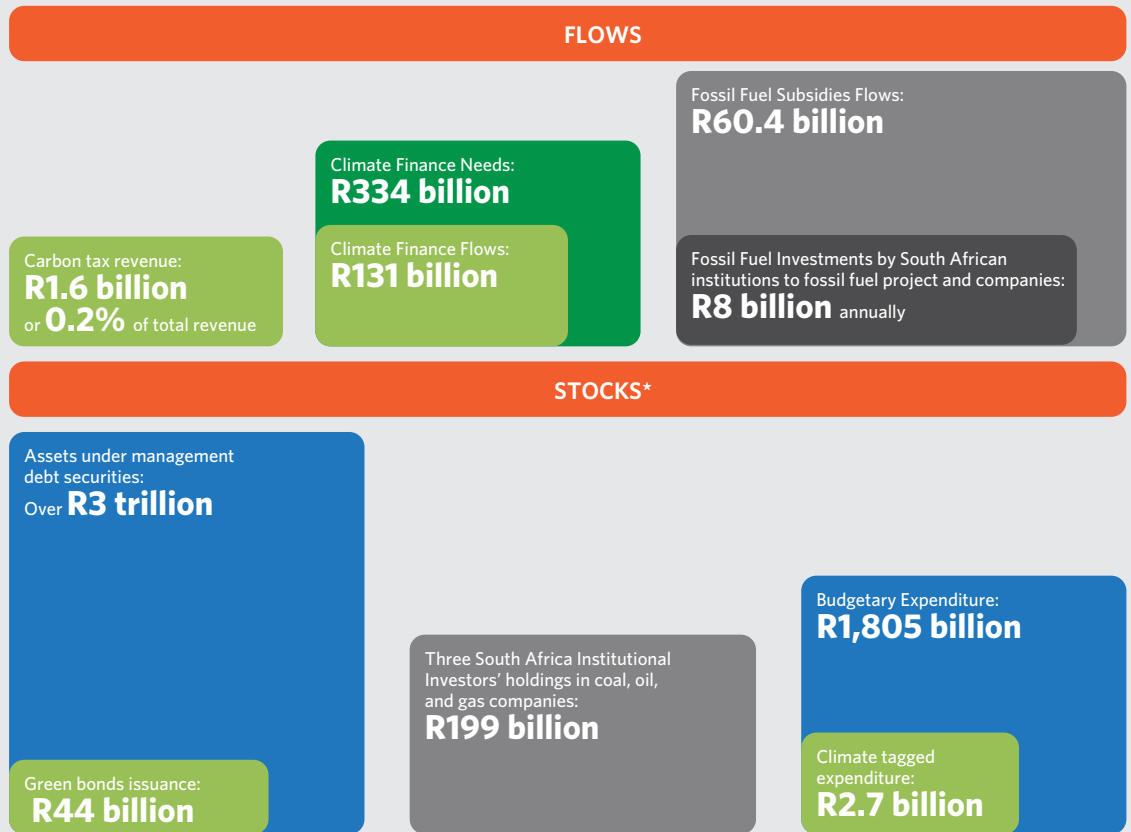 FLOWS
Carbon tax revenue:
R1.6 billion
or 0.2% of total revenue
Climate Finance Needs:
R334 billion
Climate Finance Flows:
R131 billion
Fossil Fuel Subsidies Flows:
R60.4 billion
Fossil Fuel Investments by South African
institutions to fossil fuel project and companies:
R8 billion annually
STOCKS*
Assets under management
debt securities:
Over R3 trillion
Green bonds issuance:
R44 billion
Three South Africa Institutional
Investors' holdings in coal, oil,
and gas companies:
R199 billion
Budgetary Expenditure:
R1,805 billion
Climate tagged
expenditure:
R2.7 billion